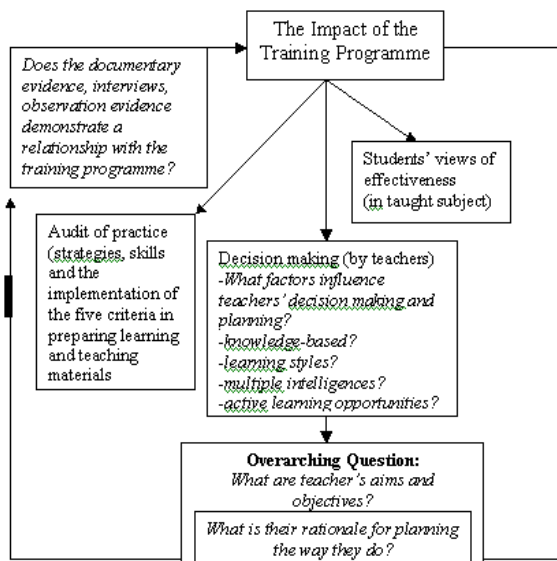 The Impact of the
Training Programme
Does the documentary
evidence, interviews,
observation evidence
demonstrate a
relationship with the
training programme?
Students' views of
effectiveness
(in taught subject)
Audit of practice
(strategies, skills
and the
implementation of
the five criteria in
preparing learning
and teaching
materials
Decision making (by teachers)
-What factors influence
teachers' decision making and
planning?
-knowledge-based?
-learning styles?
-multiple intelligences?
-active learning opportunities?
Overarching Question:
What are teacher's aims and
objectives?
What is their rationale for planning
the way they do?